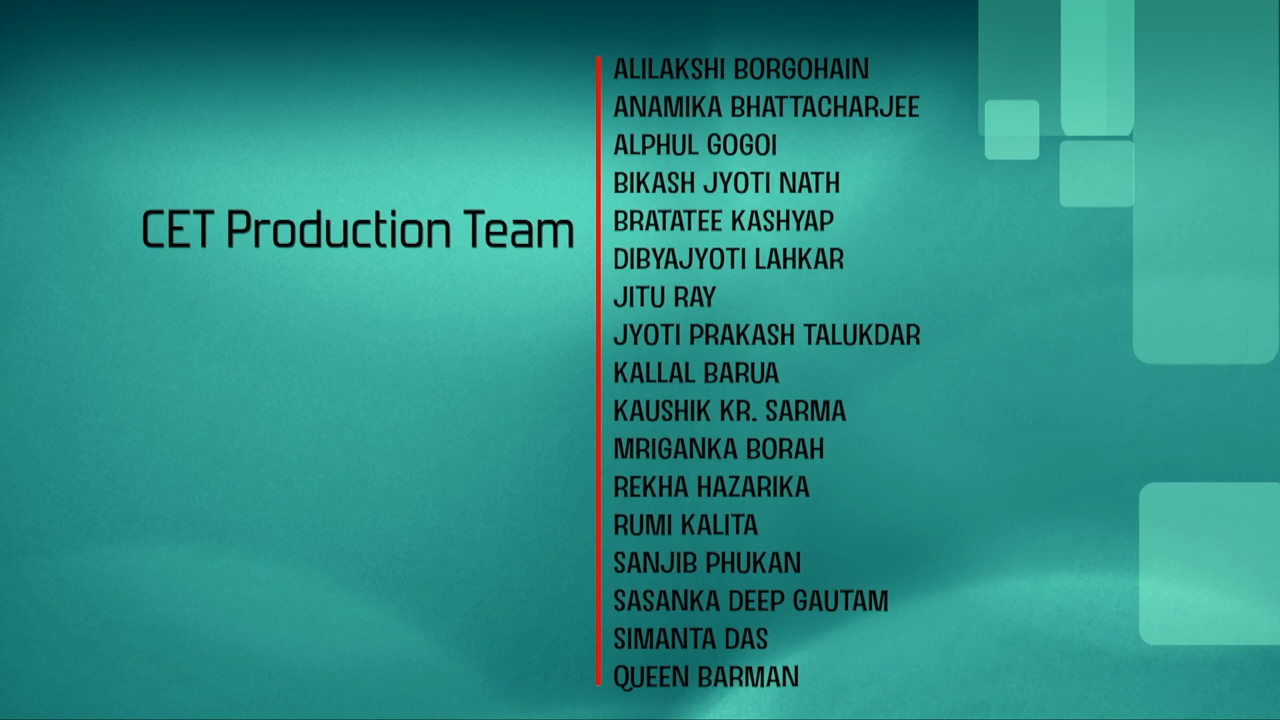 CET Production Team
ALILAKSHI BORGOHAIN
ANAMIKA BHATTACHARJEE
ALPHUL GOGOI
BIKASH JYOTI NATH
BRATATEE KASHYAP
DIBYAJYOTI LAHKAR
JITU RAY
JYOTI PRAKASH TALUKDAR
KALLAL BARUA
KAUSHIK KR. SARMA
MRIGANKA BORAH
REKHA HAZARIKA
RUMI KALITA
SANJIB PHUKAN
SASANKA DEEP GAUTAM
SIMANTA DAS
QUEEN BARMAN